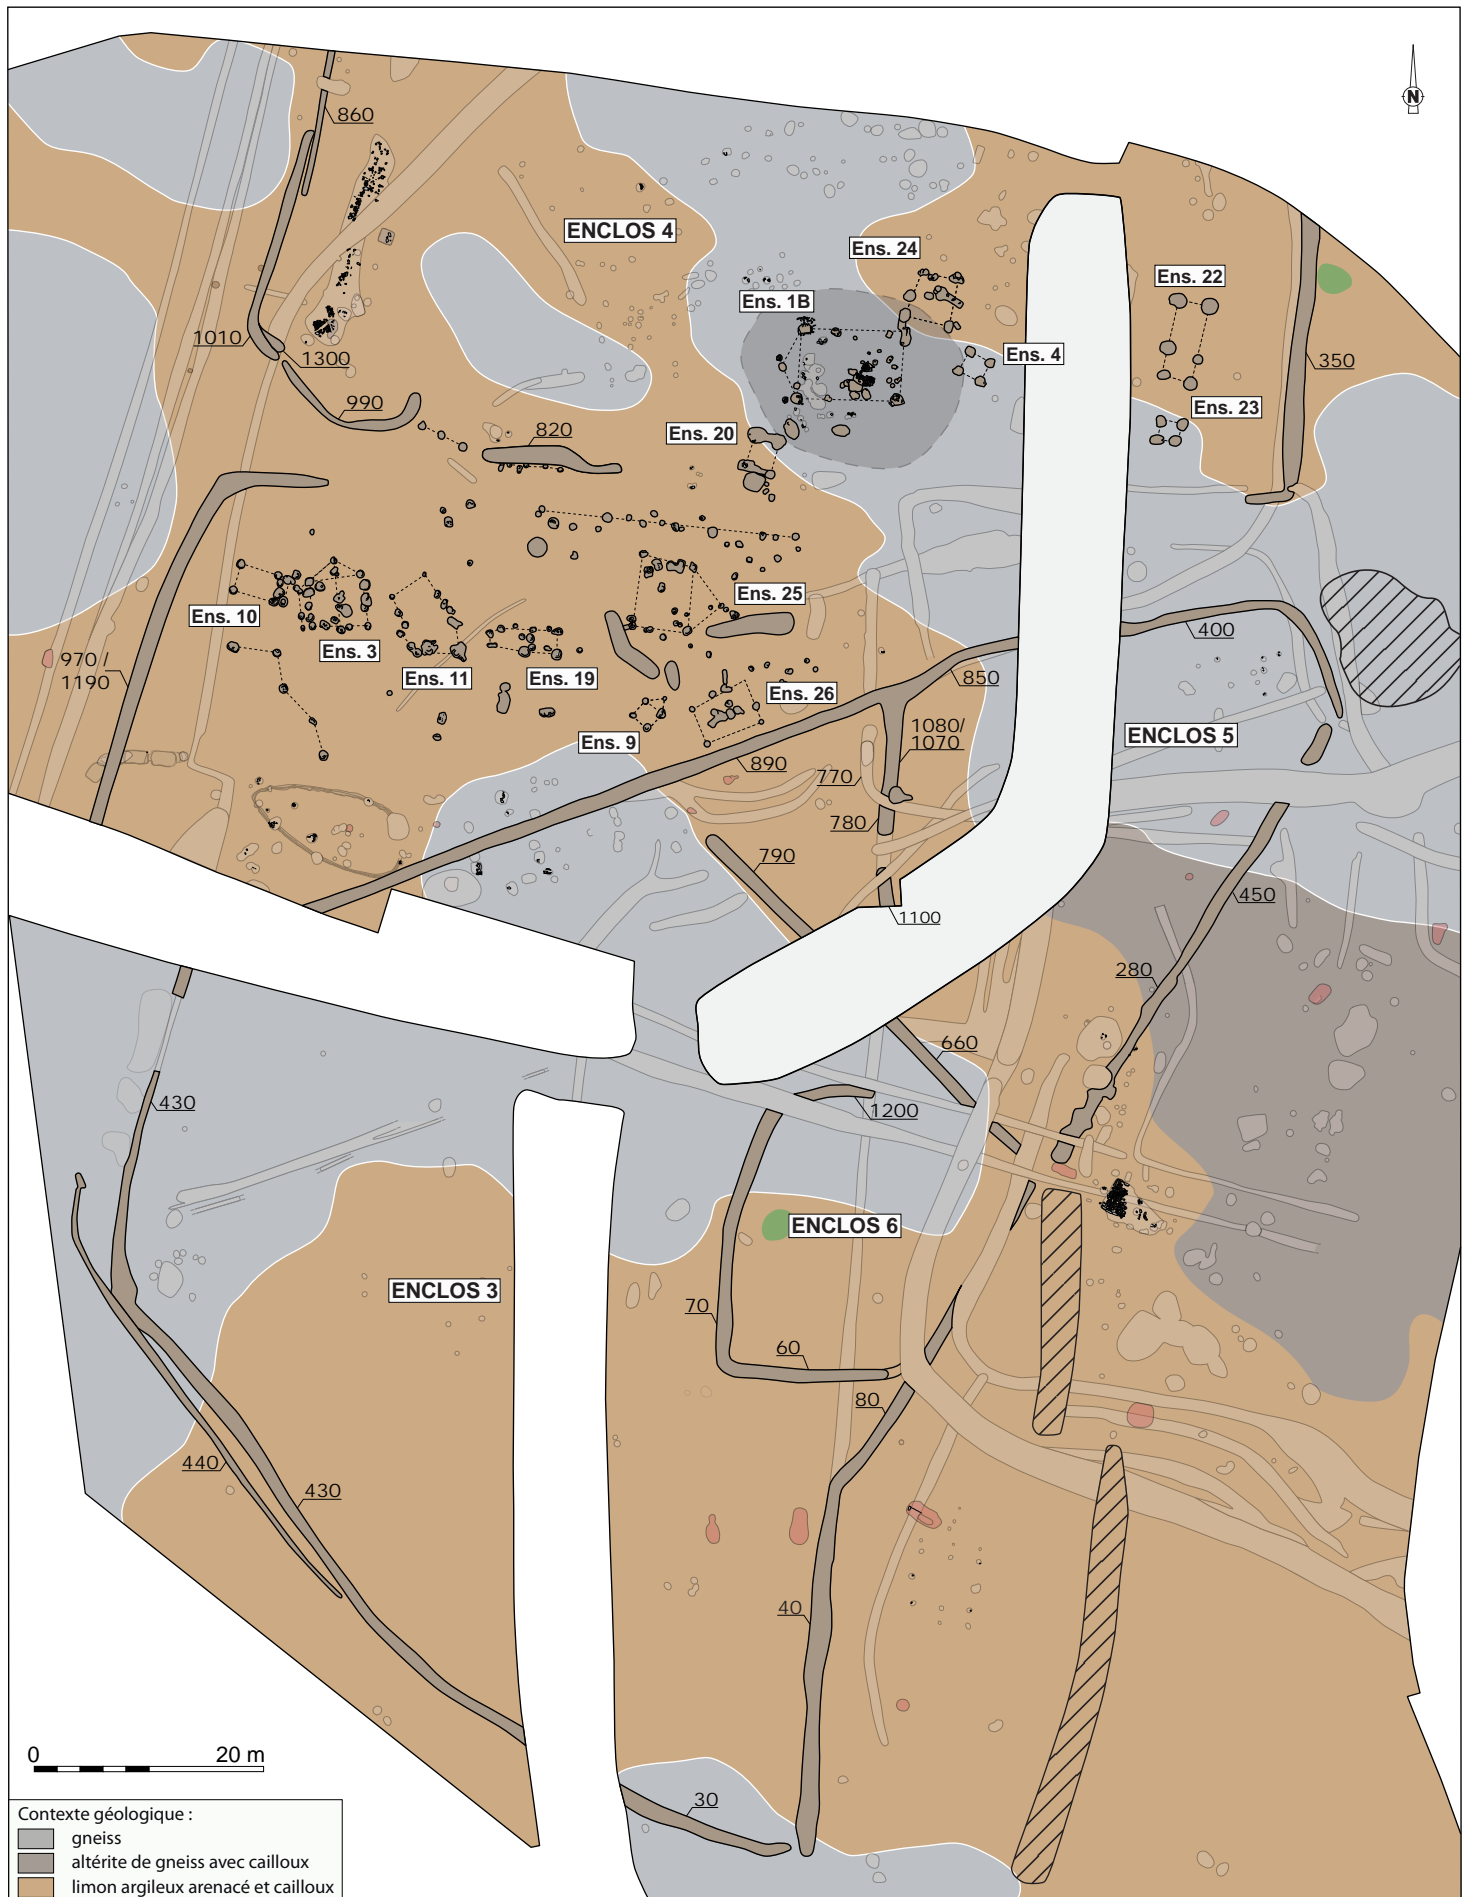 N
860
ENCLOS 4
Ens. 24
Ens. 22
Ens. 1B
1010
1300
Ens. 4
350
990
Ens. 23
820
Ens. 20
Ens. 25
Ens. 10
400
Ens. 3
970 /
1190
Ens. 11
Ens. 19
850
Ens. 26
1080/
1070
ENCLOS 5
Ens. 9
890
770
780
790
450
1100
280
660
430
1200
ENCLOS 6
ENCLOS 3
70
60
80
440
430
40
0 20 m
30
Contexte géologique :
gneiss
altérite de gneiss avec cailloux
limon argileux arenacé et cailloux